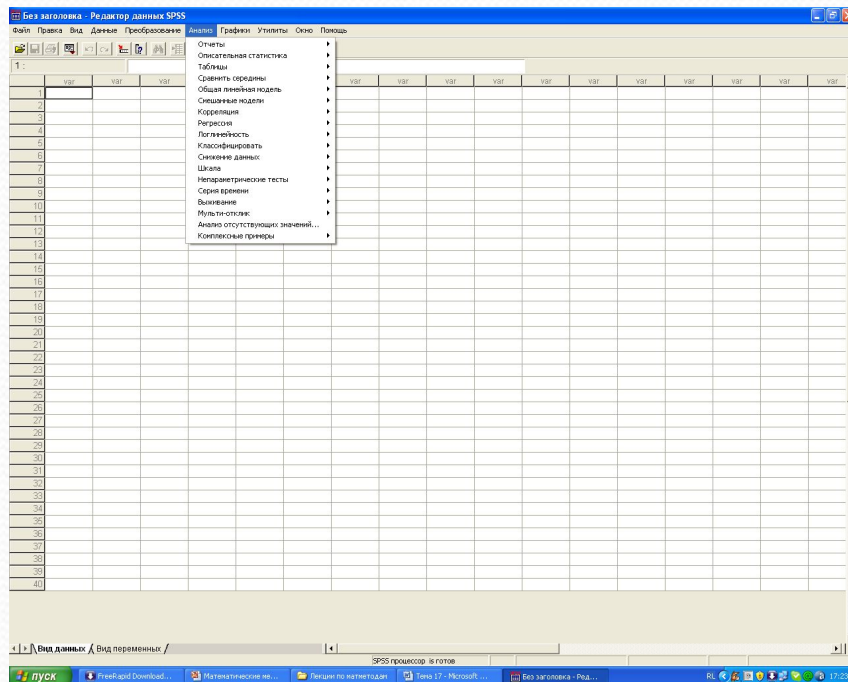 Без заголовка - Редактор данных SPSS
Файл Правка Вид Данные Преобразование Анализ Графики Утилиты Окно Помощь
Отчеты
Описательная статистика
1 :
Таблицы
Сравнить середины
var var var var var var var var var var var var var
Общая линейная модель
Смешанные модели
Корреляция
Регрессия
Логлинейность
Классифицировать
Снижение данных
Шкала
Непараметрические тесты
Серия времени
Выживание
Мульти-отклик
Анализ отсутствующих значений...
Комплексные примеры
1
2
3
4
5
6
7
8
9
10
11
12
13
14
15
16
17
18
19
20
21
22
23
24
25
26
27
28
29
30
31
32
33
34
35
36
37
38
39
40
Вид данных Вид переменных
SPSS процессор is готов
пуск FreeRapid Download... Математические ме... Лекции по матметодам Тема 17 - Microsoft ... Без заголовка - Ред... RL 17:23